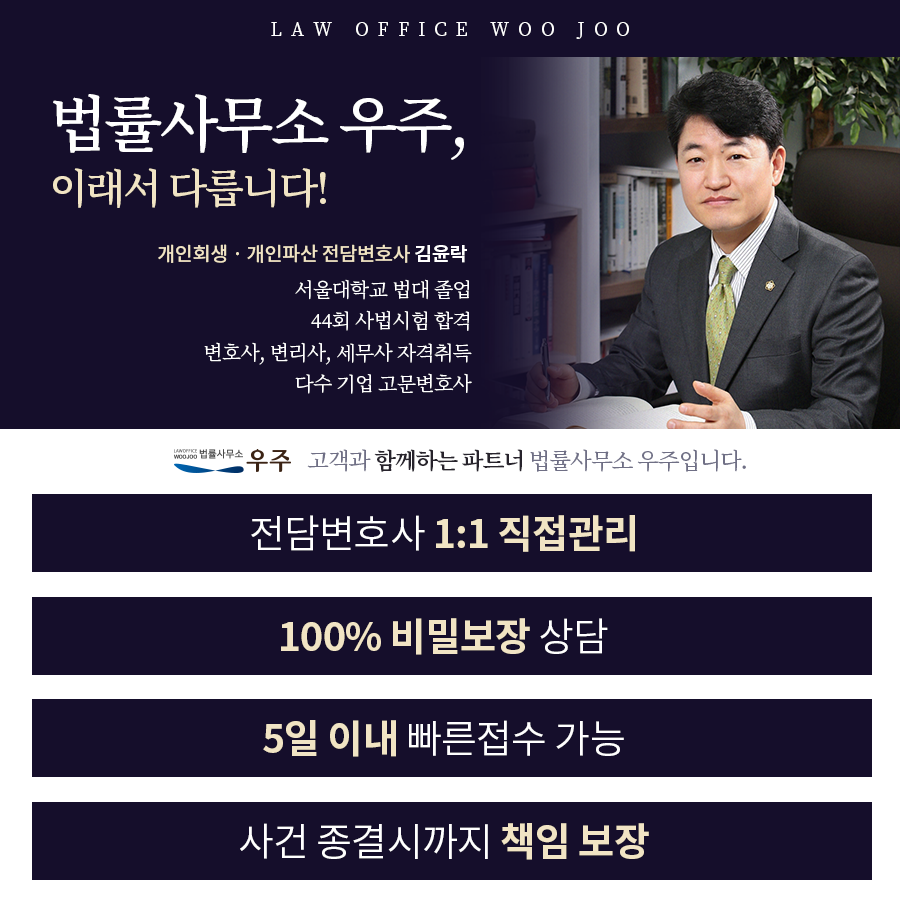 LAW OFFICE WOO JOO
법률사무소 우주,
이래서 다릅니다!
개인회생 · 개인파산 전담변호사 김윤락
서울대학교 법대 졸업
44회 사법시험 합격
변호사, 변리사, 세무사 자격취득
다수 기업 고문변호사
LAWOFFICE WOOJOO 법률사무소 우주 고객과 함께하는 파트너 법률사무소 우주입니다.
전담변호사 1:1 직접관리
100% 비밀보장 상담
5일 이내 빠른접수 가능
사건 종결시까지 책임 보장